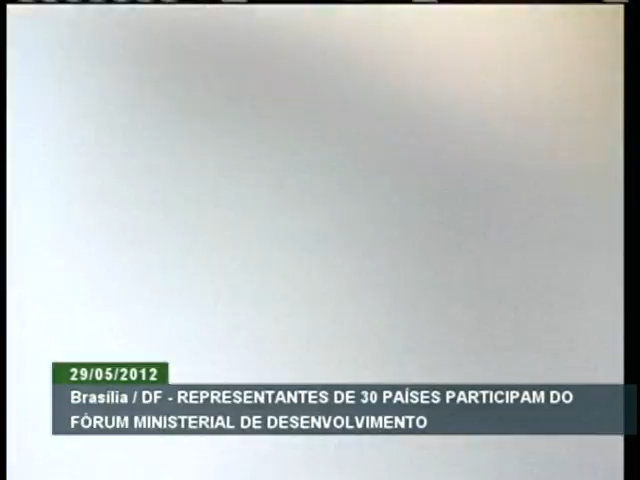 29/05/2012
Brasília / DF - REPRESENTANTES DE 30 PAÍSES PARTICIPAM DO
FÓRUM MINISTERIAL DE DESENVOLVIMENTO